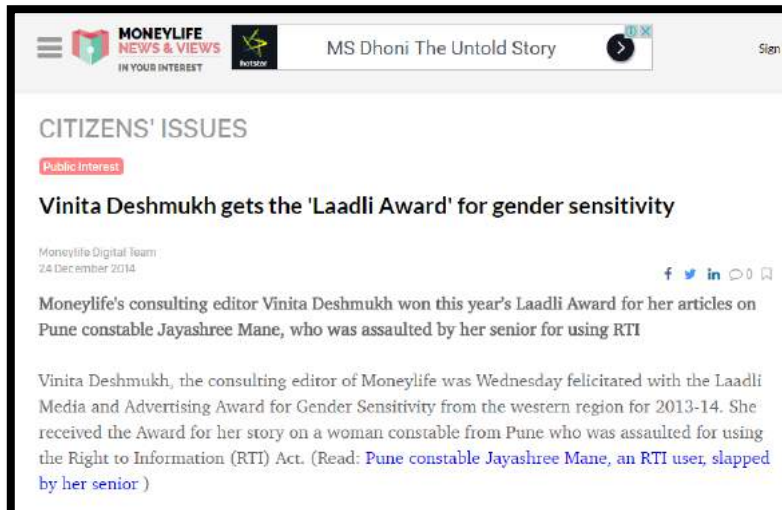 MONEYLIFE
NEWS & VIEWS
IN YOUR INTEREST
hotstar
MS Dhoni The Untold Story
Sign
CITIZENS' ISSUES
Public Interest
Vinita Deshmukh gets the 'Laadli Award' for gender sensitivity
Moneylife Digital Team
24 December 2014
0
Moneylife's consulting editor Vinita Deshmukh won this year's Laadli Award for her articles on
Pune constable Jayashree Mane, who was assaulted by her senior for using RTI
Vinita Deshmukh, the consulting editor of Moneylife was Wednesday felicitated with the Laadli
Media and Advertising Award for Gender Sensitivity from the western region for 2013-14. She
received the Award for her story on a woman constable from Pune who was assaulted for using
the Right to Information (RTI) Act. (Read: Pune constable Jayashree Mane, an RTI user, slapped
by her senior )